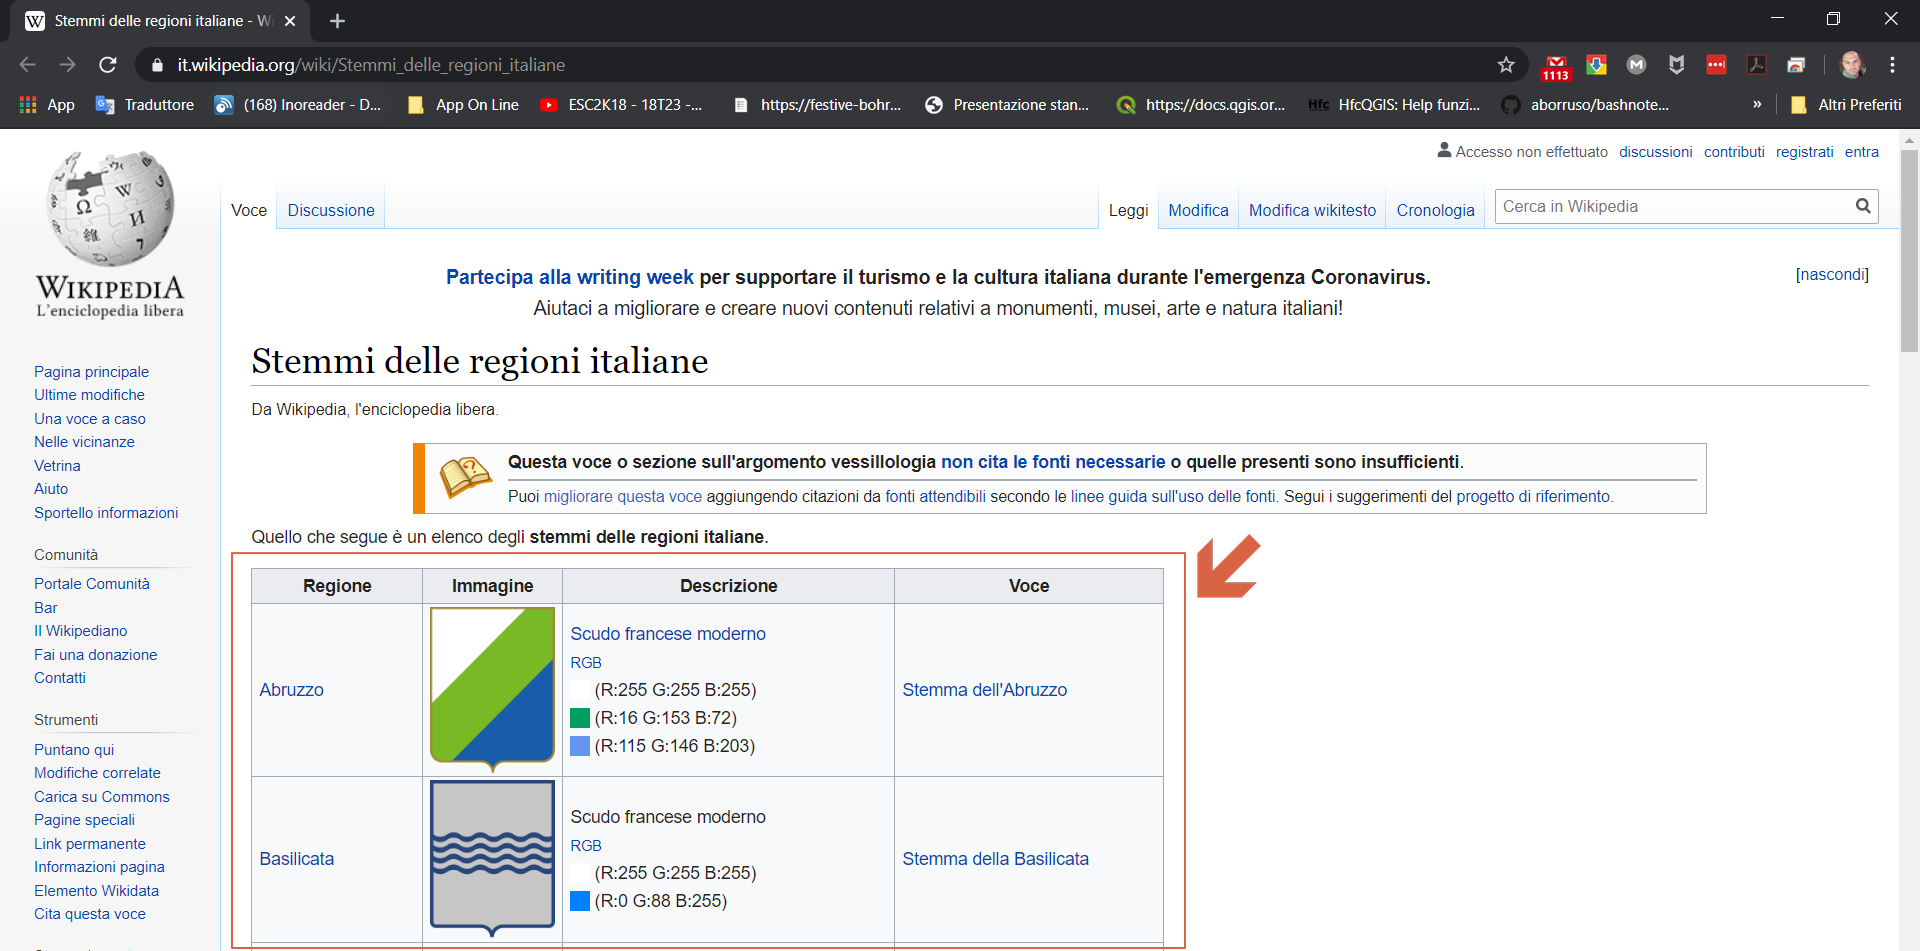 Stemmi delle regioni italiane - Wi
it.wikipedia.org/wiki/Stemmi_delle_regioni_italiane
1113
App
Traduttore
(168) Inoreader - D...
App On Line
ESC2K18 - 18T23 -...
https://festive-bohr...
Presentazione stan...
https://docs.qgis.or...
Hfc
HfcQGIS: Help funzi...
aborruso/bashnote...
»
Altri Preferiti
WIKIPEDIA
L'enciclopedia libera
Accesso non effettuato discussioni contributi registrati entra
Voce Discussione
Leggi Modifica Modifica wikitesto Cronologia
Cerca in Wikipedia
Pagina principale
Ultime modifiche
Una voce a caso
Nelle vicinanze
Vetrina
Aiuto
Sportello informazioni
Comunità
Portale Comunità
Bar
Il Wikipediano
Fai una donazione
Contatti
Strumenti
Puntano qui
Modifiche correlate
Carica su Commons
Pagine speciali
Link permanente
Informazioni pagina
Elemento Wikidata
Cita questa voce
Partecipa alla writing week per supportare il turismo e la cultura italiana durante l'emergenza Coronavirus.
[nascondi]
Aiutaci a migliorare e creare nuovi contenuti relativi a monumenti, musei, arte e natura italiani!
Stemmi delle regioni italiane
Da Wikipedia, l'enciclopedia libera.
Questa voce o sezione sull'argomento vessillologia non cita le fonti necessarie o quelle presenti sono insufficienti.
Puoi migliorare questa voce aggiungendo citazioni da fonti attendibili secondo le linee guida sull'uso delle fonti. Segui i suggerimenti del progetto di riferimento.
Quello che segue è un elenco degli stemmi delle regioni italiane.
Regione Immagine Descrizione Voce
Abruzzo
Scudo francese moderno
RGB
(R:255 G:255 B:255)
(R:16 G:153 B:72)
(R:115 G:146 B:203)
Stemma dell'Abruzzo
Basilicata
Scudo francese moderno
RGB
(R:255 G:255 B:255)
(R:0 G:88 B:255)
Stemma della Basilicata